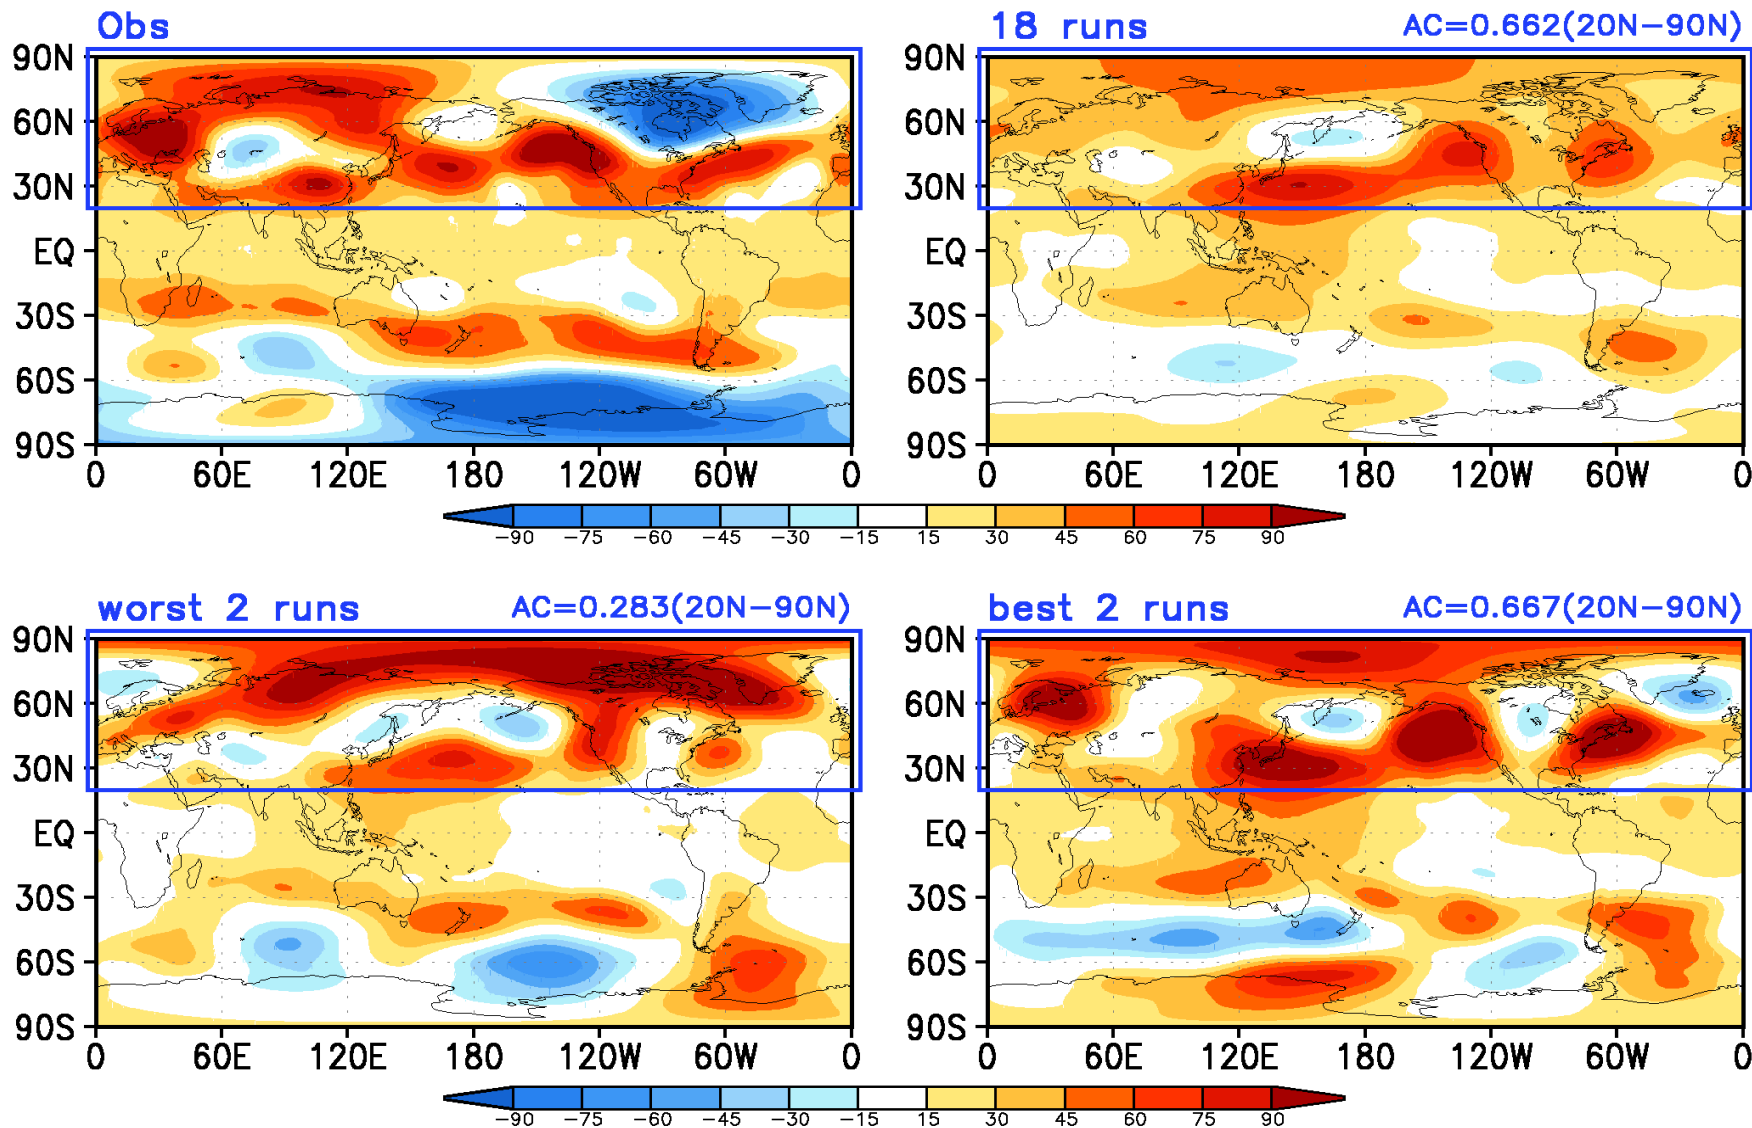 Obs
18 runs AC=0.662(20N−90N)
90N
60N
30N
EQ
30S
60S
90S
0 60E 120E 180 120W 60W 0
90N
60N
30N
EQ
30S
60S
90S
0 60E 120E 180 120W 60W 0
−90 −75 −60 −45 −30 −15 15 30 45 60 75 90
worst 2 runs AC=0.283(20N−90N)
best 2 runs AC=0.667(20N−90N)
90N
60N
30N
EQ
30S
60S
90S
0 60E 120E 180 120W 60W 0
90N
60N
30N
EQ
30S
60S
90S
0 60E 120E 180 120W 60W 0
−90 −75 −60 −45 −30 −15 15 30 45 60 75 90